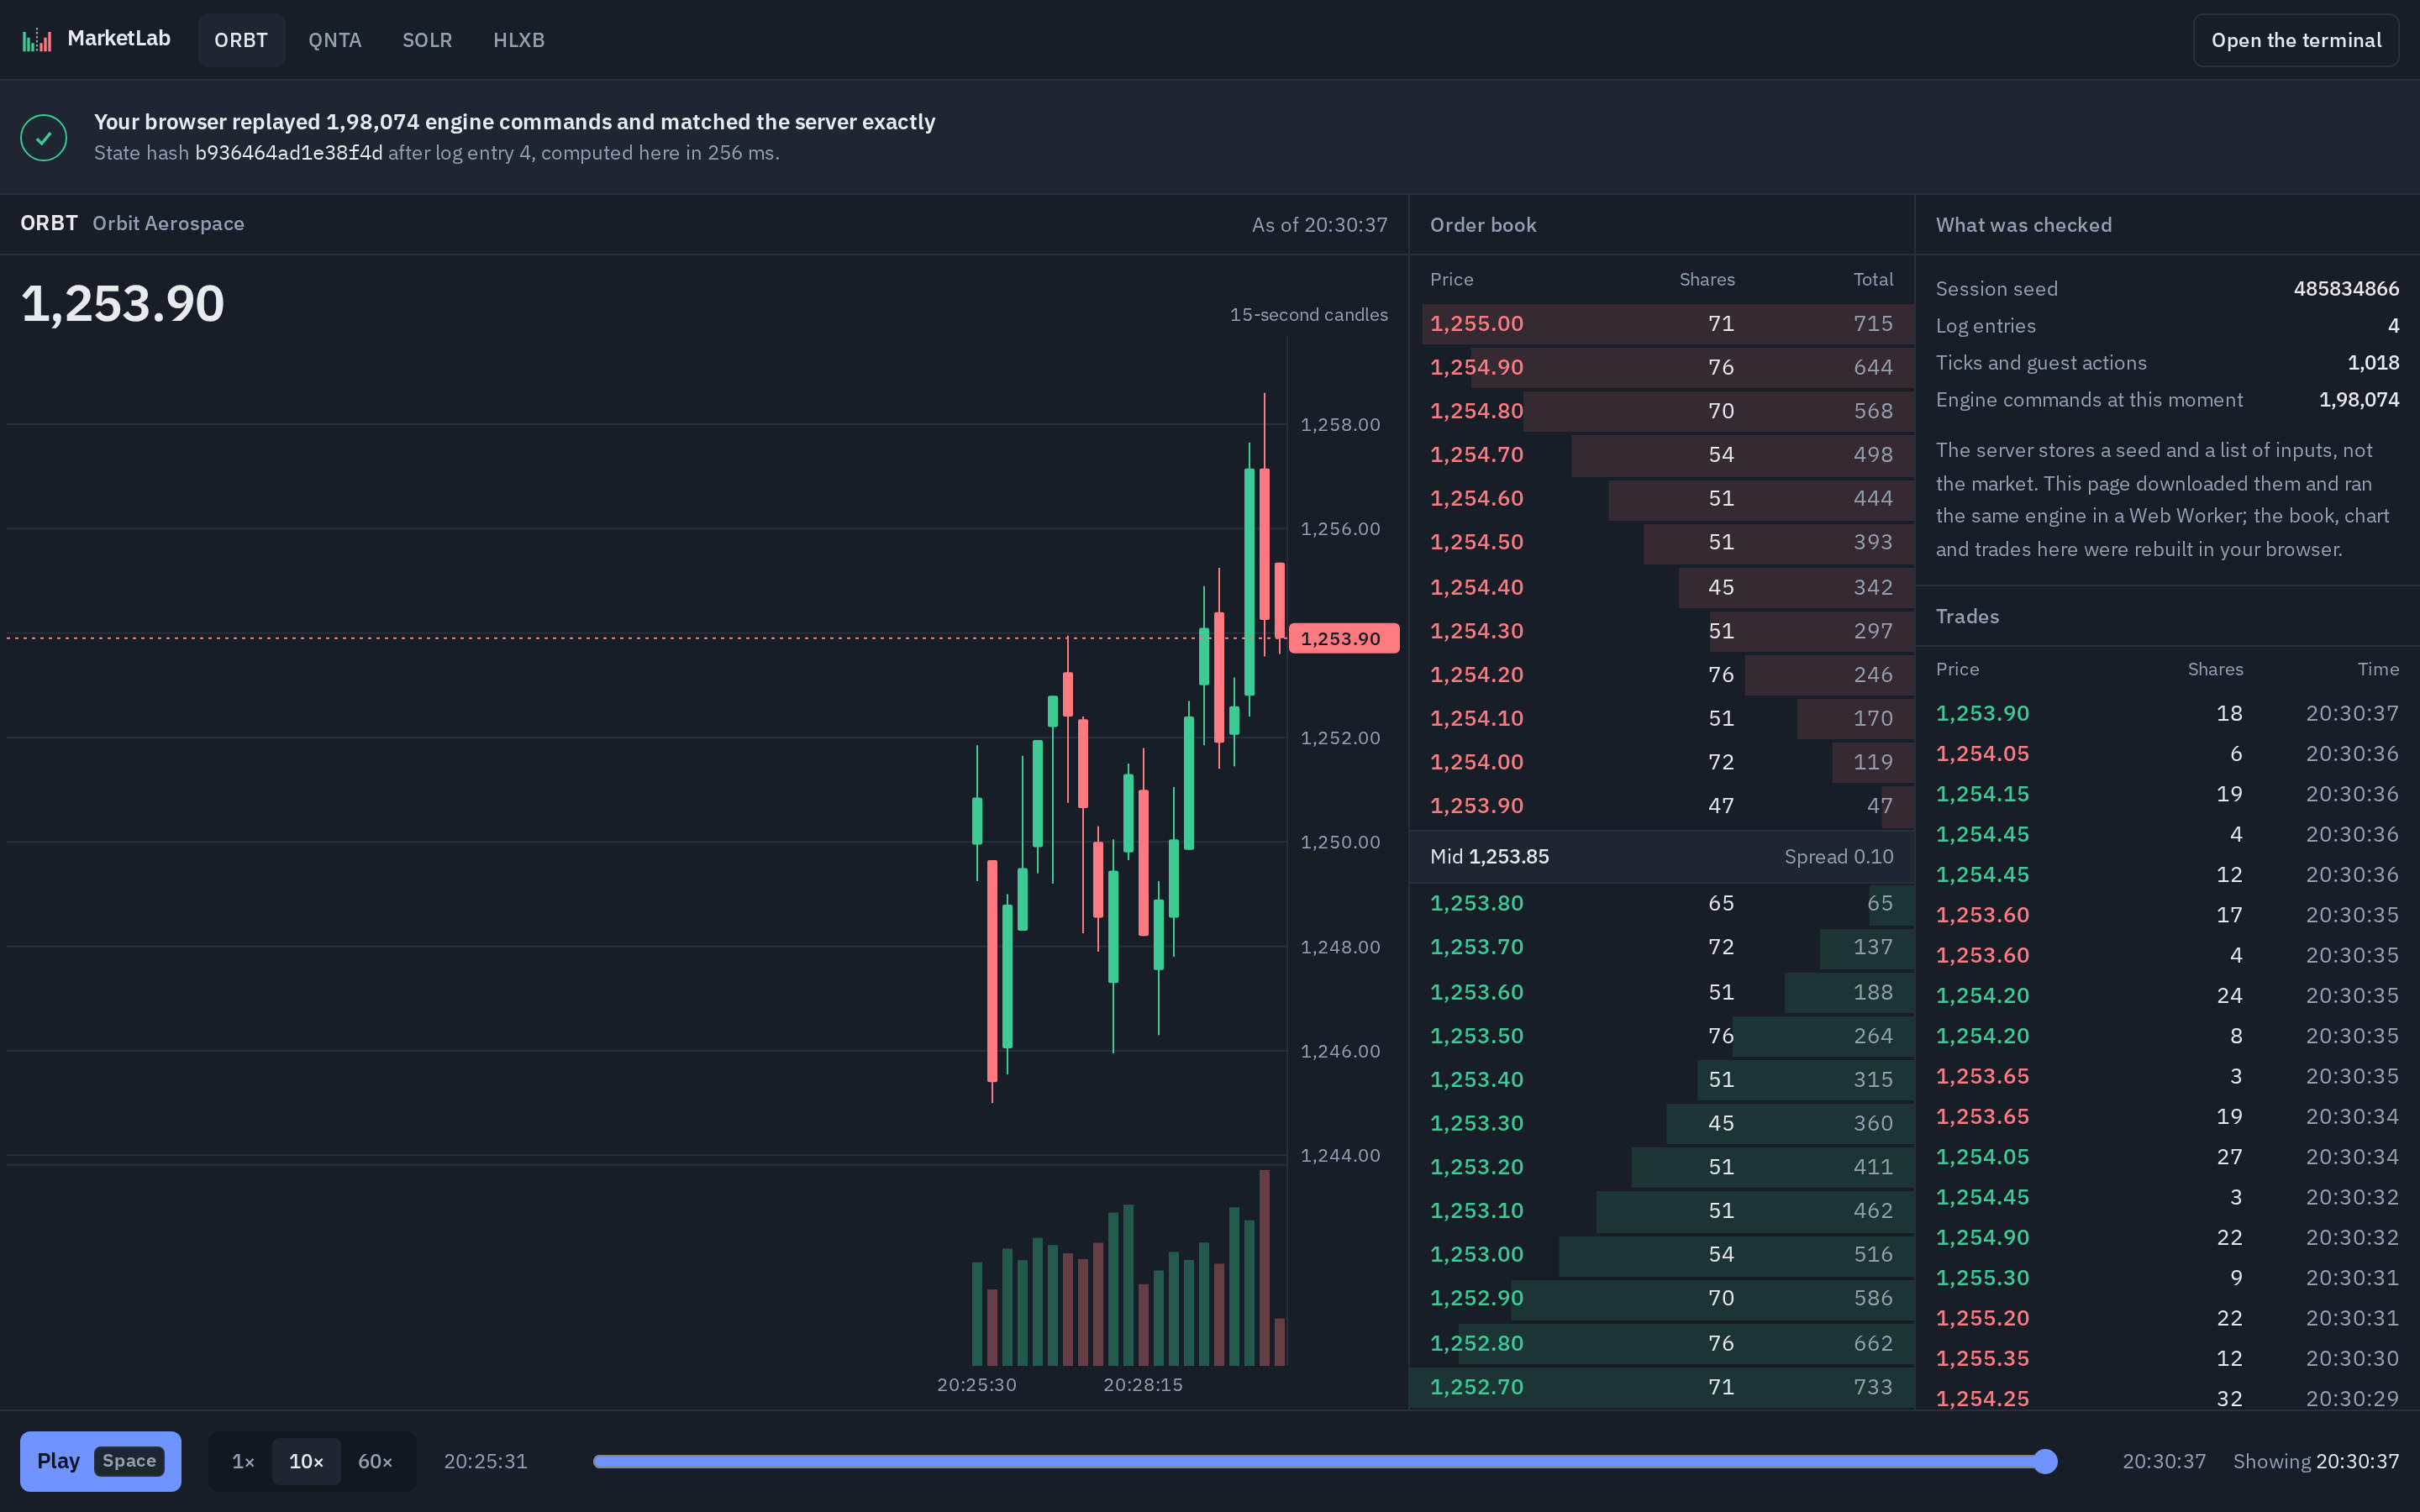 MarketLab ORBT QNTA SOLR HLXB Open the terminal
Your browser replayed 1,98,074 engine commands and matched the server exactly
State hash b936464ad1e38f4d after log entry 4, computed here in 256 ms.
ORBT Orbit Aerospace As of 20:30:37
1,253.90
15-second candles
1,258.00
1,256.00
1,253.90
1,252.00
1,250.00
1,248.00
1,246.00
1,244.00
20:25:30 20:28:15
Order book
Price Shares Total
1,255.00 71 715
1,254.90 76 644
1,254.80 70 568
1,254.70 54 498
1,254.60 51 444
1,254.50 51 393
1,254.40 45 342
1,254.30 51 297
1,254.20 76 246
1,254.10 51 170
1,254.00 72 119
1,253.90 47 47
Mid 1,253.85 Spread 0.10
1,253.80 65 65
1,253.70 72 137
1,253.60 51 188
1,253.50 76 264
1,253.40 51 315
1,253.30 45 360
1,253.20 51 411
1,253.10 51 462
1,253.00 54 516
1,252.90 70 586
1,252.80 76 662
1,252.70 71 733
What was checked
Session seed 485834866
Log entries 4
Ticks and guest actions 1,018
Engine commands at this moment 1,98,074
The server stores a seed and a list of inputs, not
the market. This page downloaded them and ran
the same engine in a Web Worker; the book, chart
and trades here were rebuilt in your browser.
Trades
Price Shares Time
1,253.90 18 20:30:37
1,254.05 6 20:30:36
1,254.15 19 20:30:36
1,254.45 4 20:30:36
1,254.45 12 20:30:36
1,253.60 17 20:30:35
1,253.60 4 20:30:35
1,254.20 24 20:30:35
1,254.20 8 20:30:35
1,253.65 3 20:30:35
1,253.65 19 20:30:34
1,254.05 27 20:30:34
1,254.45 3 20:30:32
1,254.90 22 20:30:32
1,255.30 9 20:30:31
1,255.20 22 20:30:31
1,255.35 12 20:30:30
1,254.25 32 20:30:29
Play Space 1× 10× 60× 20:25:31 20:30:37 Showing 20:30:37